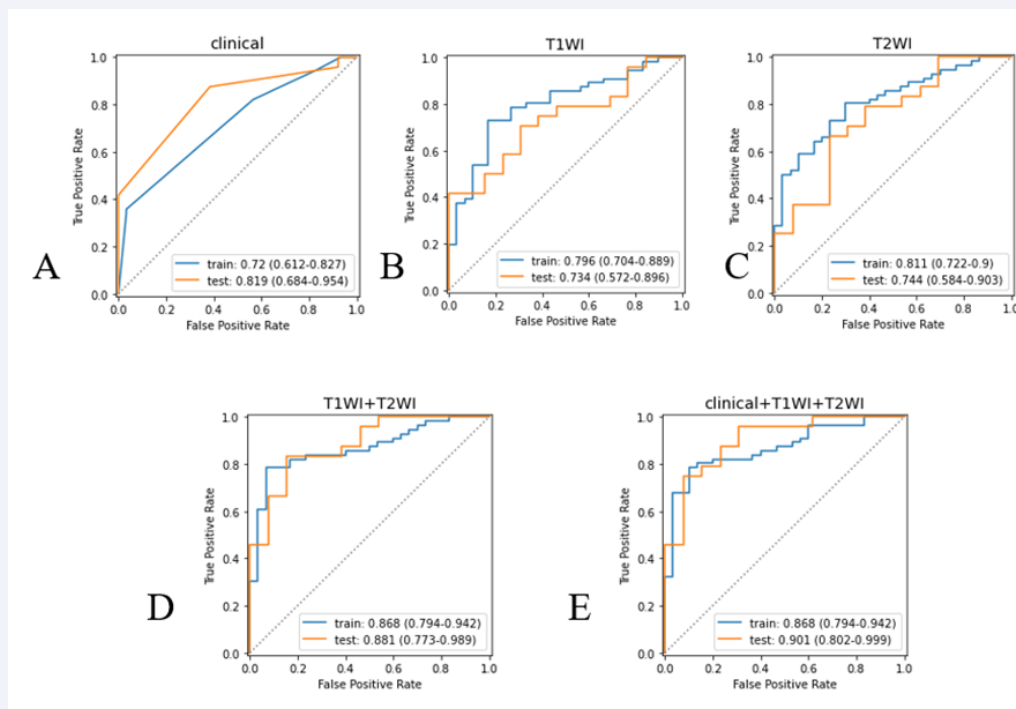 clinical
1.0
0.8
0.6
0.4
0.2
0.0
True Positive Rate
0.0 0.2 0.4 0.6 0.8 1.0
False Positive Rate
train: 0.72 (0.612-0.827)
test: 0.819 (0.684-0.954)
A
T1WI
1.0
0.8
0.6
0.4
0.2
0.0
True Positive Rate
0.0 0.2 0.4 0.6 0.8 1.0
False Positive Rate
train: 0.796 (0.704-0.889)
test: 0.734 (0.572-0.896)
B
T2WI
1.0
0.8
0.6
0.4
0.2
0.0
True Positive Rate
0.0 0.2 0.4 0.6 0.8 1.0
False Positive Rate
train: 0.811 (0.722-0.9)
test: 0.744 (0.584-0.903)
C
T1WI+T2WI
1.0
0.8
0.6
0.4
0.2
0.0
True Positive Rate
0.0 0.2 0.4 0.6 0.8 1.0
False Positive Rate
train: 0.868 (0.794-0.942)
test: 0.881 (0.773-0.989)
D
clinical+T1WI+T2WI
1.0
0.8
0.6
0.4
0.2
0.0
True Positive Rate
0.0 0.2 0.4 0.6 0.8 1.0
False Positive Rate
train: 0.868 (0.794-0.942)
test: 0.901 (0.802-0.999)
E